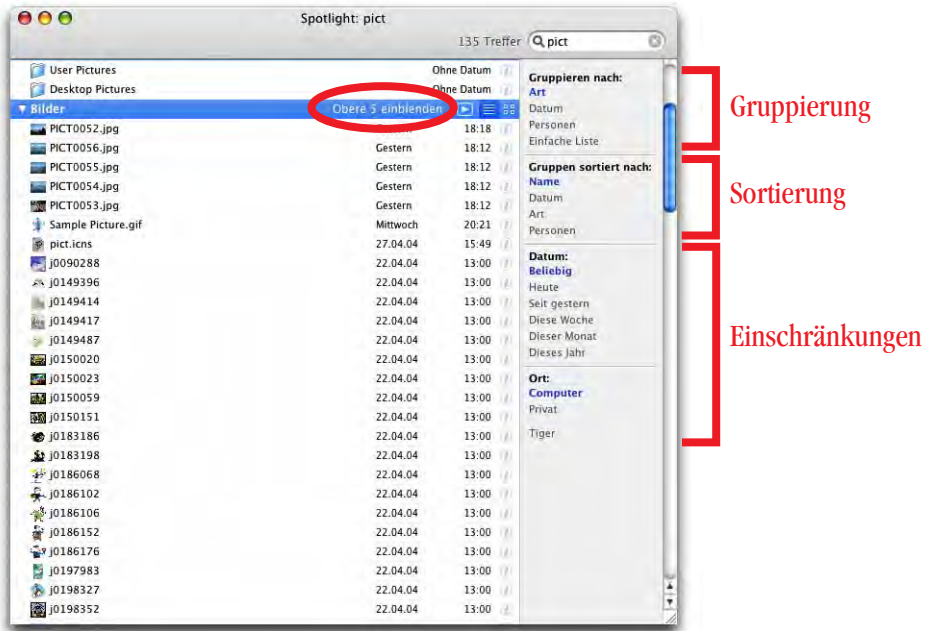 Spotlight: pict
135 Treffer pict
User Pictures Ohne Datum
Desktop Pictures Ohne Datum
Bilder Obere 5 einblenden
PICT0052.jpg 18:18
PICT0056.jpg Gestern 18:12
PICT0055.jpg Gestern 18:12
PICT0054.jpg Gestern 18:12
PICT0053.jpg Gestern 18:12
Sample Picture.gif Mittwoch 20:21
pict.icns 27.04.04 15:49
j0090288 22.04.04 13:00
j0149396 22.04.04 13:00
j0149414 22.04.04 13:00
j0149417 22.04.04 13:00
j0149487 22.04.04 13:00
j0150020 22.04.04 13:00
j0150023 22.04.04 13:00
j0150059 22.04.04 13:00
j0150151 22.04.04 13:00
j0183186 22.04.04 13:00
j0183198 22.04.04 13:00
j0186068 22.04.04 13:00
j0186102 22.04.04 13:00
j0186106 22.04.04 13:00
j0186152 22.04.04 13:00
j0186176 22.04.04 13:00
j0197983 22.04.04 13:00
j0198327 22.04.04 13:00
j0198352 22.04.04 13:00
Gruppieren nach:
Art
Datum
Personen
Einfache Liste
Gruppen sortiert nach:
Name
Datum
Art
Personen
Datum:
Beliebig
Heute
Seit gestern
Diese Woche
Dieser Monat
Dieses Jahr
Ort:
Computer
Privat
Tiger
Gruppierung
Sortierung
Einschränkungen